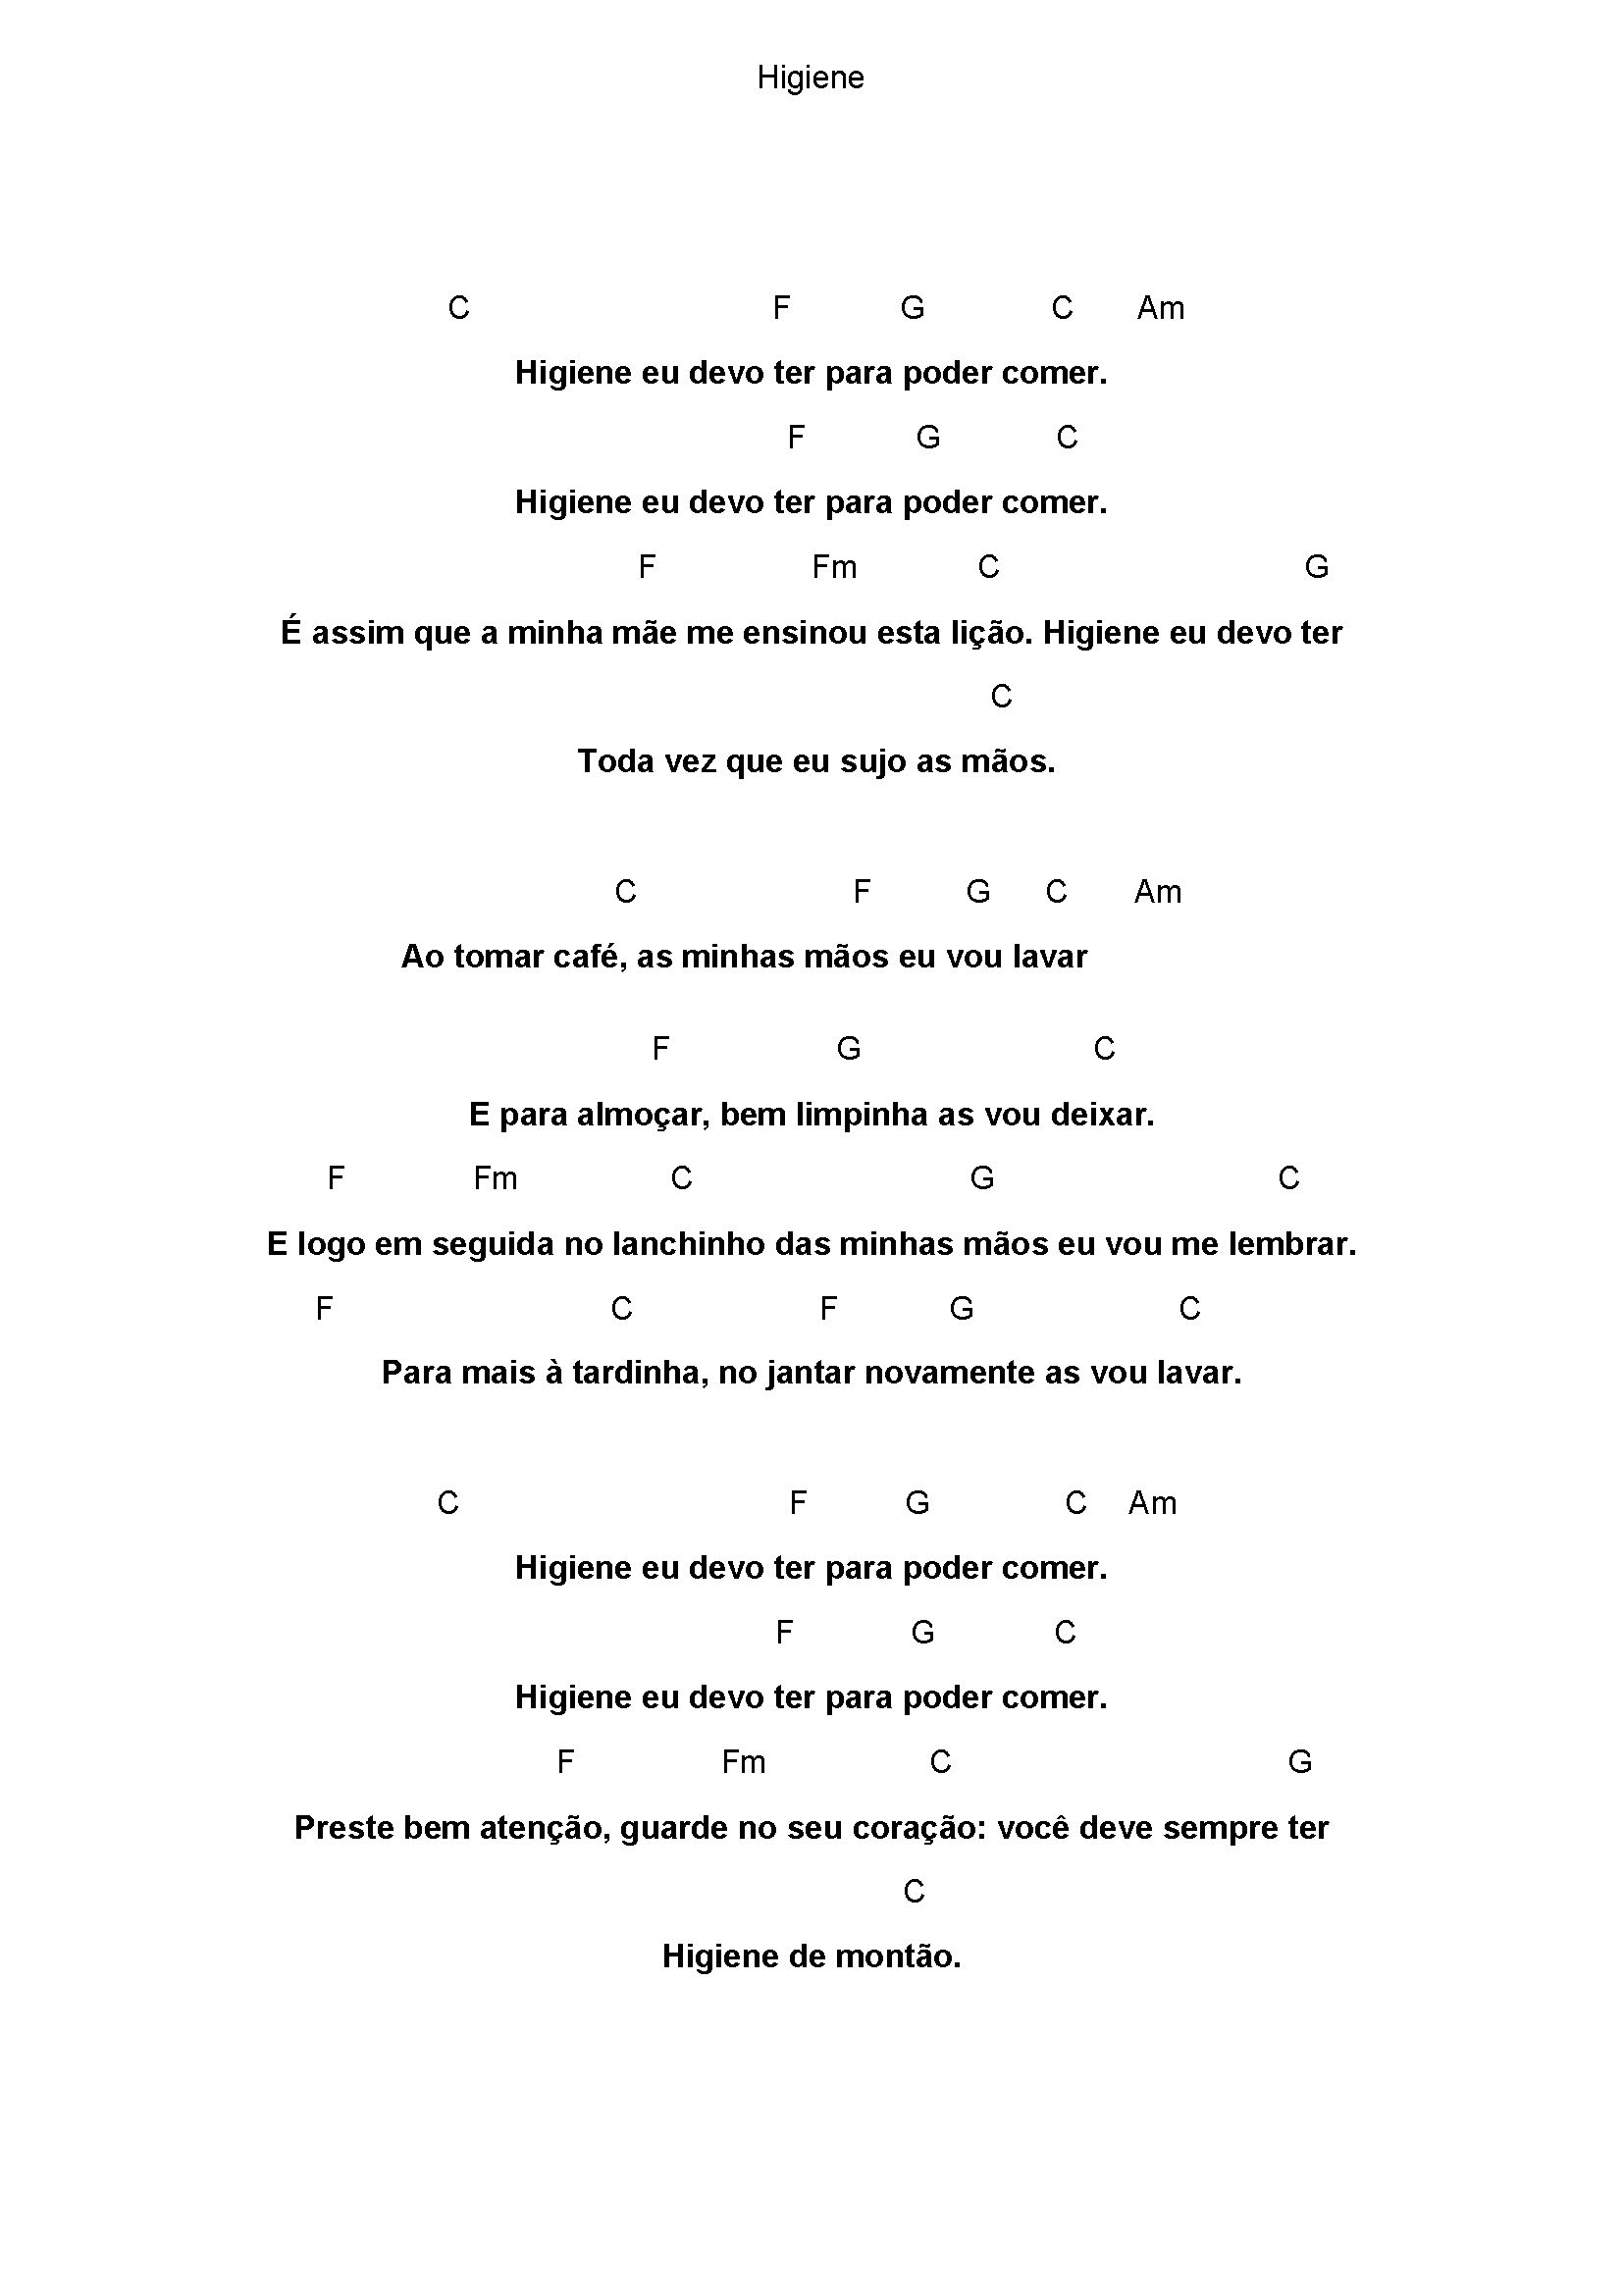 Higiene
C F G C Am
Higiene eu devo ter para poder comer.
F G C
Higiene eu devo ter para poder comer.
F Fm C G
É assim que a minha mãe me ensinou esta lição. Higiene eu devo ter
C
Toda vez que eu sujo as mãos.
C F G C Am
Ao tomar café, as minhas mãos eu vou lavar
F G C
E para almoçar, bem limpinha as vou deixar.
F Fm C G C
E logo em seguida no lanchinho das minhas mãos eu vou me lembrar.
F C F G C
Para mais à tardinha, no jantar novamente as vou lavar.
C F G C Am
Higiene eu devo ter para poder comer.
F G C
Higiene eu devo ter para poder comer.
F Fm C G
Preste bem atenção, guarde no seu coração: você deve sempre ter
C
Higiene de montão.